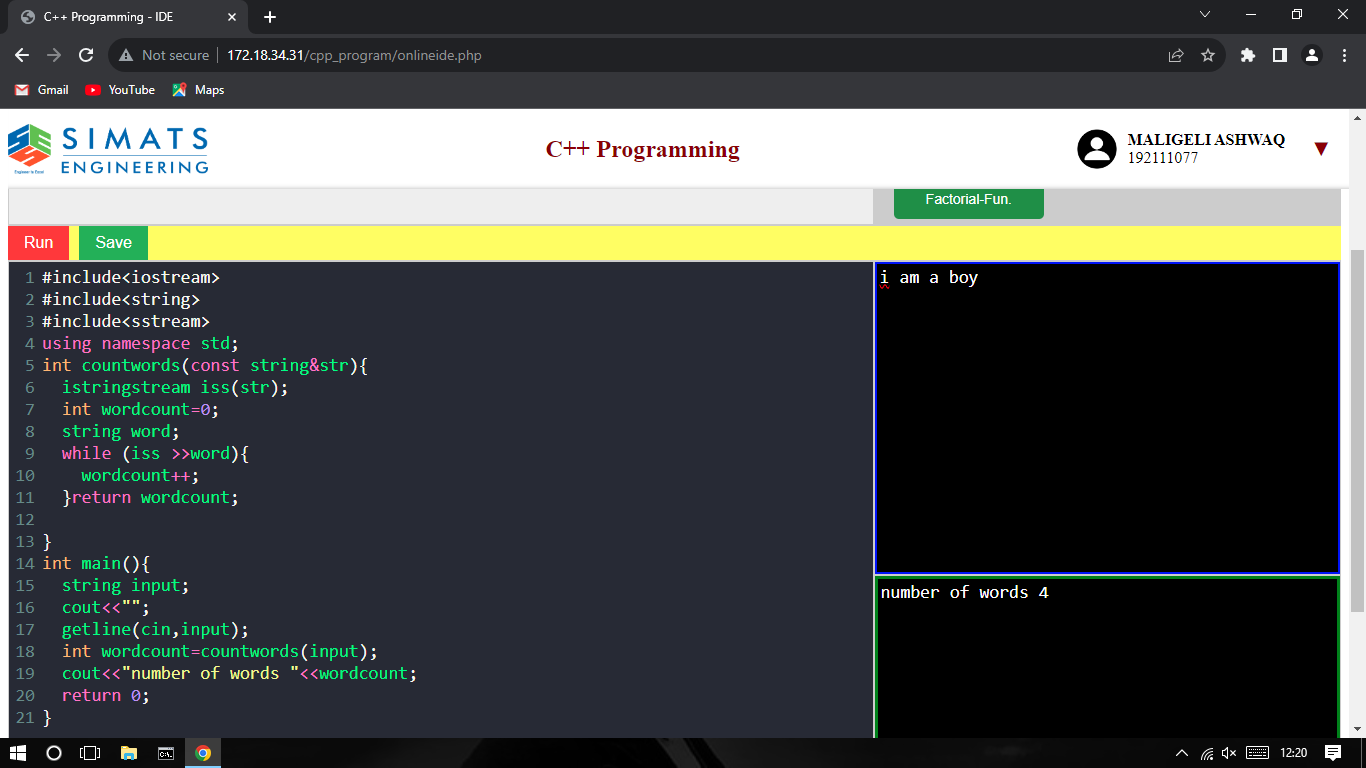 C++ Programming - IDE
Not secure
172.18.34.31/cpp_program/onlineide.php
Gmail
YouTube
Maps
SIMATS
ENGINEERING
Engineer to Excel
C++ Programming
MALIGELI ASHWAQ
192111077
Factorial-Fun.
Run
Save
1 #include<iostream>
2 #include<string>
3 #include<sstream>
4 using namespace std;
5 int countwords(const string&str){
6 istringstream iss(str);
7 int wordcount=0;
8 string word;
9 while (iss >>word){
10 wordcount++;
11 }return wordcount;
12
13 }
14 int main(){
15 string input;
16 cout<<"";
17 getline(cin,input);
18 int wordcount=countwords(input);
19 cout<<"number of words "<<wordcount;
20 return 0;
21 }
i am a boy
number of words 4
12:20